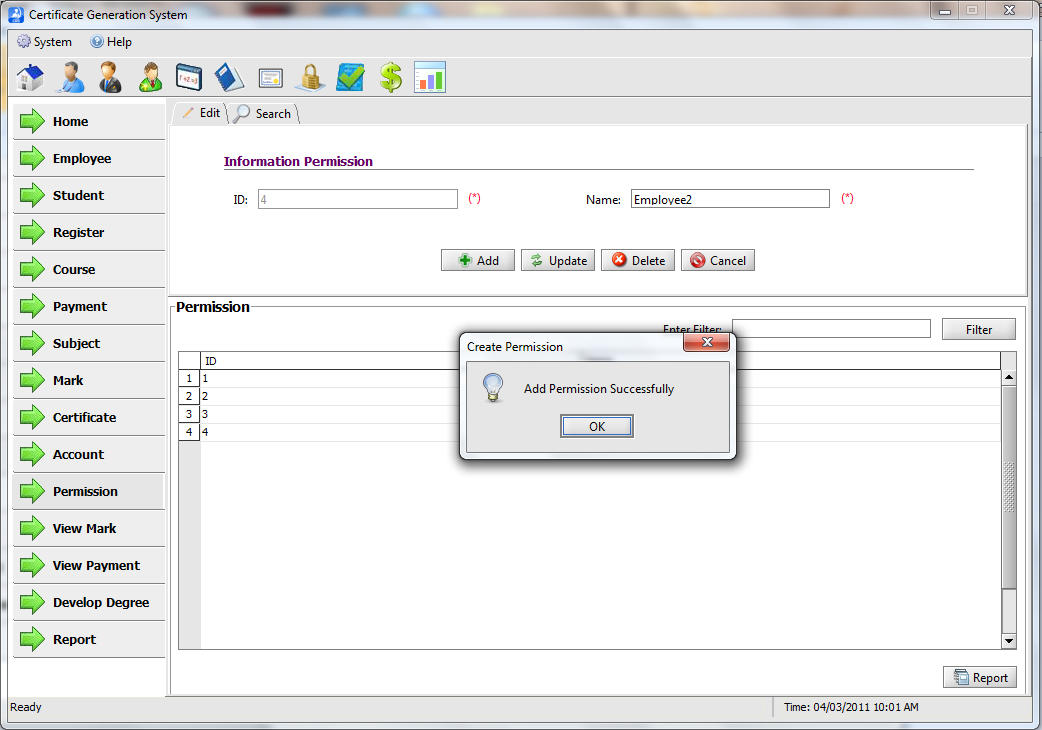 Certificate Generation System
System Help
Edit Search
Home
Employee
Student
Register
Course
Payment
Subject
Mark
Certificate
Account
Permission
View Mark
View Payment
Develop Degree
Report
Information Permission
ID: 4 (*) Name: Employee2 (*)
Add Update Delete Cancel
Permission
Enter Filter: Filter
ID
1 1
2 2
3 3
4 4
Create Permission
Add Permission Successfully
OK
Report
Ready Time: 04/03/2011 10:01 AM